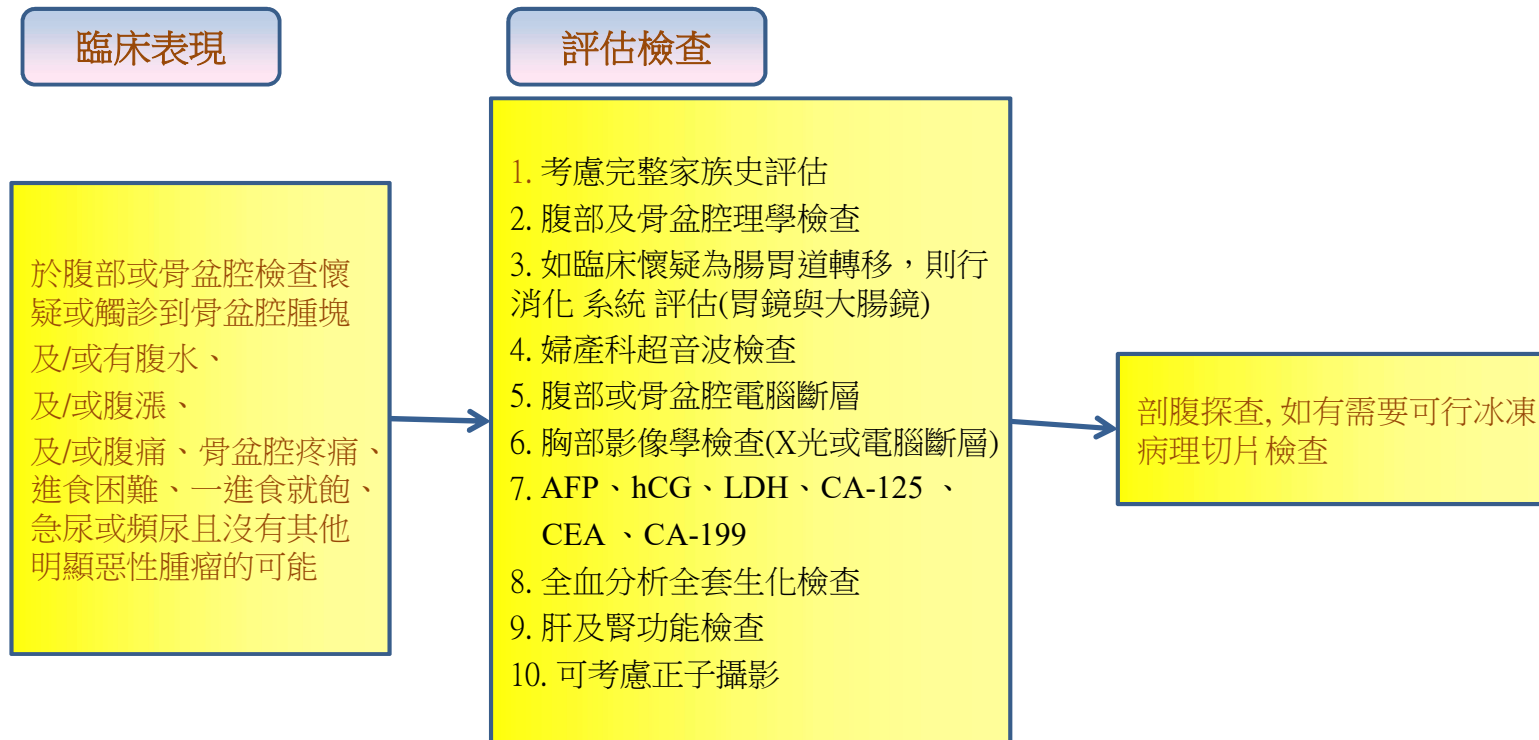 臨床表現
評估檢查
於腹部或骨盆腔檢查懷
疑或觸診到骨盆腔腫塊
及/或有腹水、
及/或腹漲、
及/或腹痛、骨盆腔疼痛、
進食困難、一進食就飽、
急尿或頻尿且沒有其他
明顯惡性腫瘤的可能
1. 考慮完整家族史評估
2. 腹部及骨盆腔理學檢查
3. 如臨床懷疑為腸胃道轉移，則行
消化 系統 評估(胃鏡與大腸鏡)
4. 婦產科超音波檢查
5. 腹部或骨盆腔電腦斷層
6. 胸部影像學檢查(X光或電腦斷層)
7. AFP、hCG、LDH、CA-125 、
CEA 、CA-199
8. 全血分析全套生化檢查
9. 肝及腎功能檢查
10. 可考慮正子攝影
剖腹探查, 如有需要可行冰凍
病理切片檢查